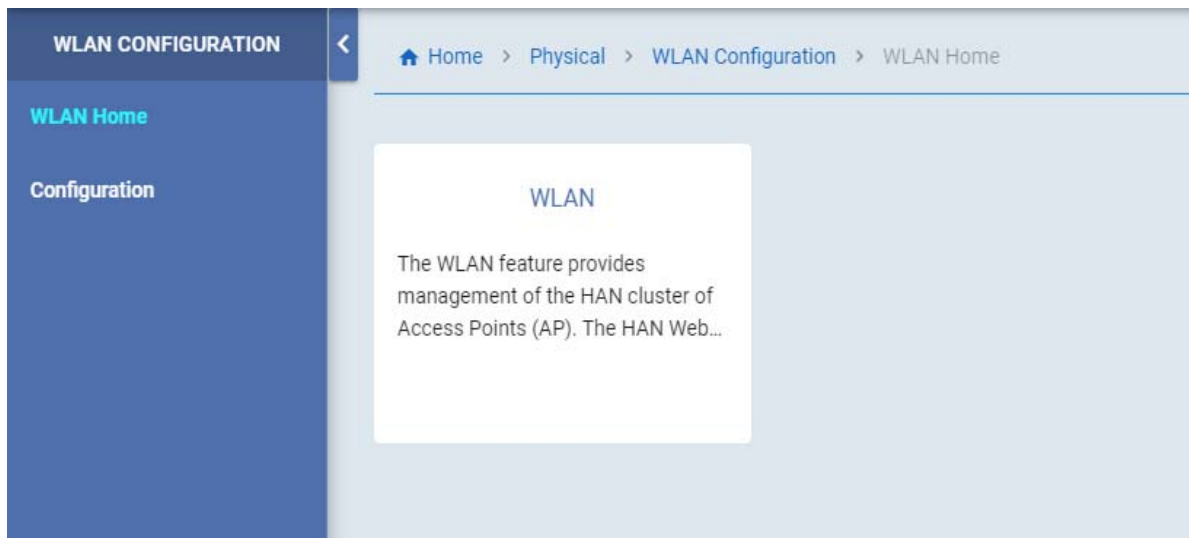 WLAN CONFIGURATION
Home > Physical > WLAN Configuration > WLAN Home
WLAN Home
Configuration
WLAN
The WLAN feature provides
management of the HAN cluster of
Access Points (AP). The HAN Web...